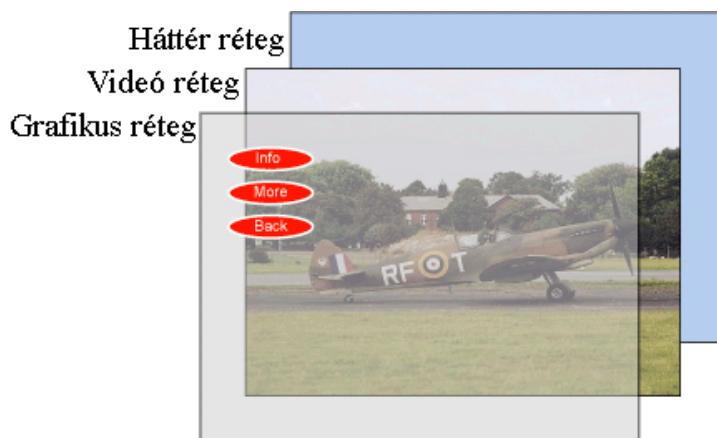 Háttér réteg
Videó réteg
Grafikus réteg
Info
More
Back
RF T